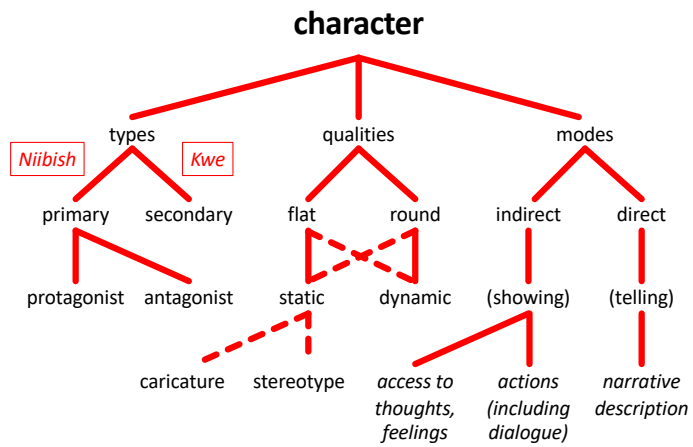 character
types qualities modes
Niibish Kwe
primary secondary flat round indirect direct
protagonist antagonist static dynamic (showing) (telling)
caricature stereotype access to actions narrative
thoughts, (including description
feelings dialogue)